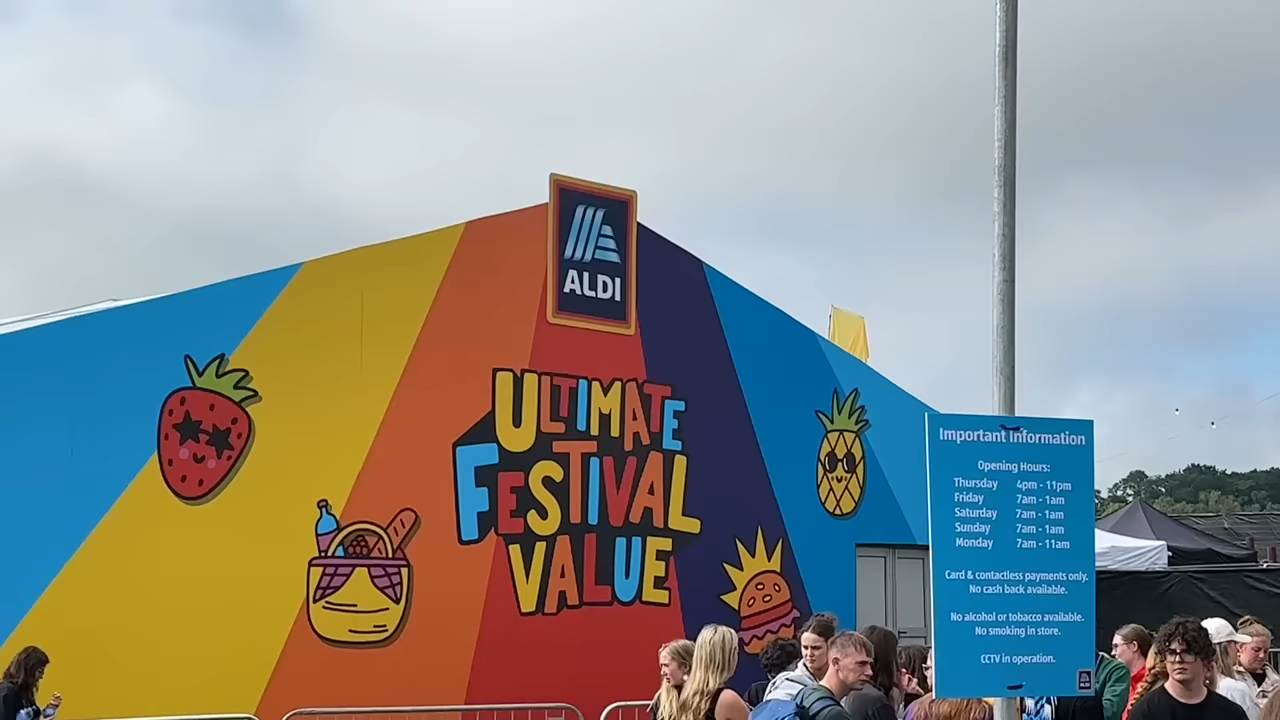 ALDI
ULTIMATE
FESTIVAL
VALUE
Important Information
Opening Hours:
Thursday 4pm - 11pm
Friday 7am - 1am
Saturday 7am - 1am
Sunday 7am - 1am
Monday 7am - 11am
Card & contactless payments only.
No cash back available.
No alcohol or tobacco available.
No smoking in store.
CCTV in operation.
ALDI